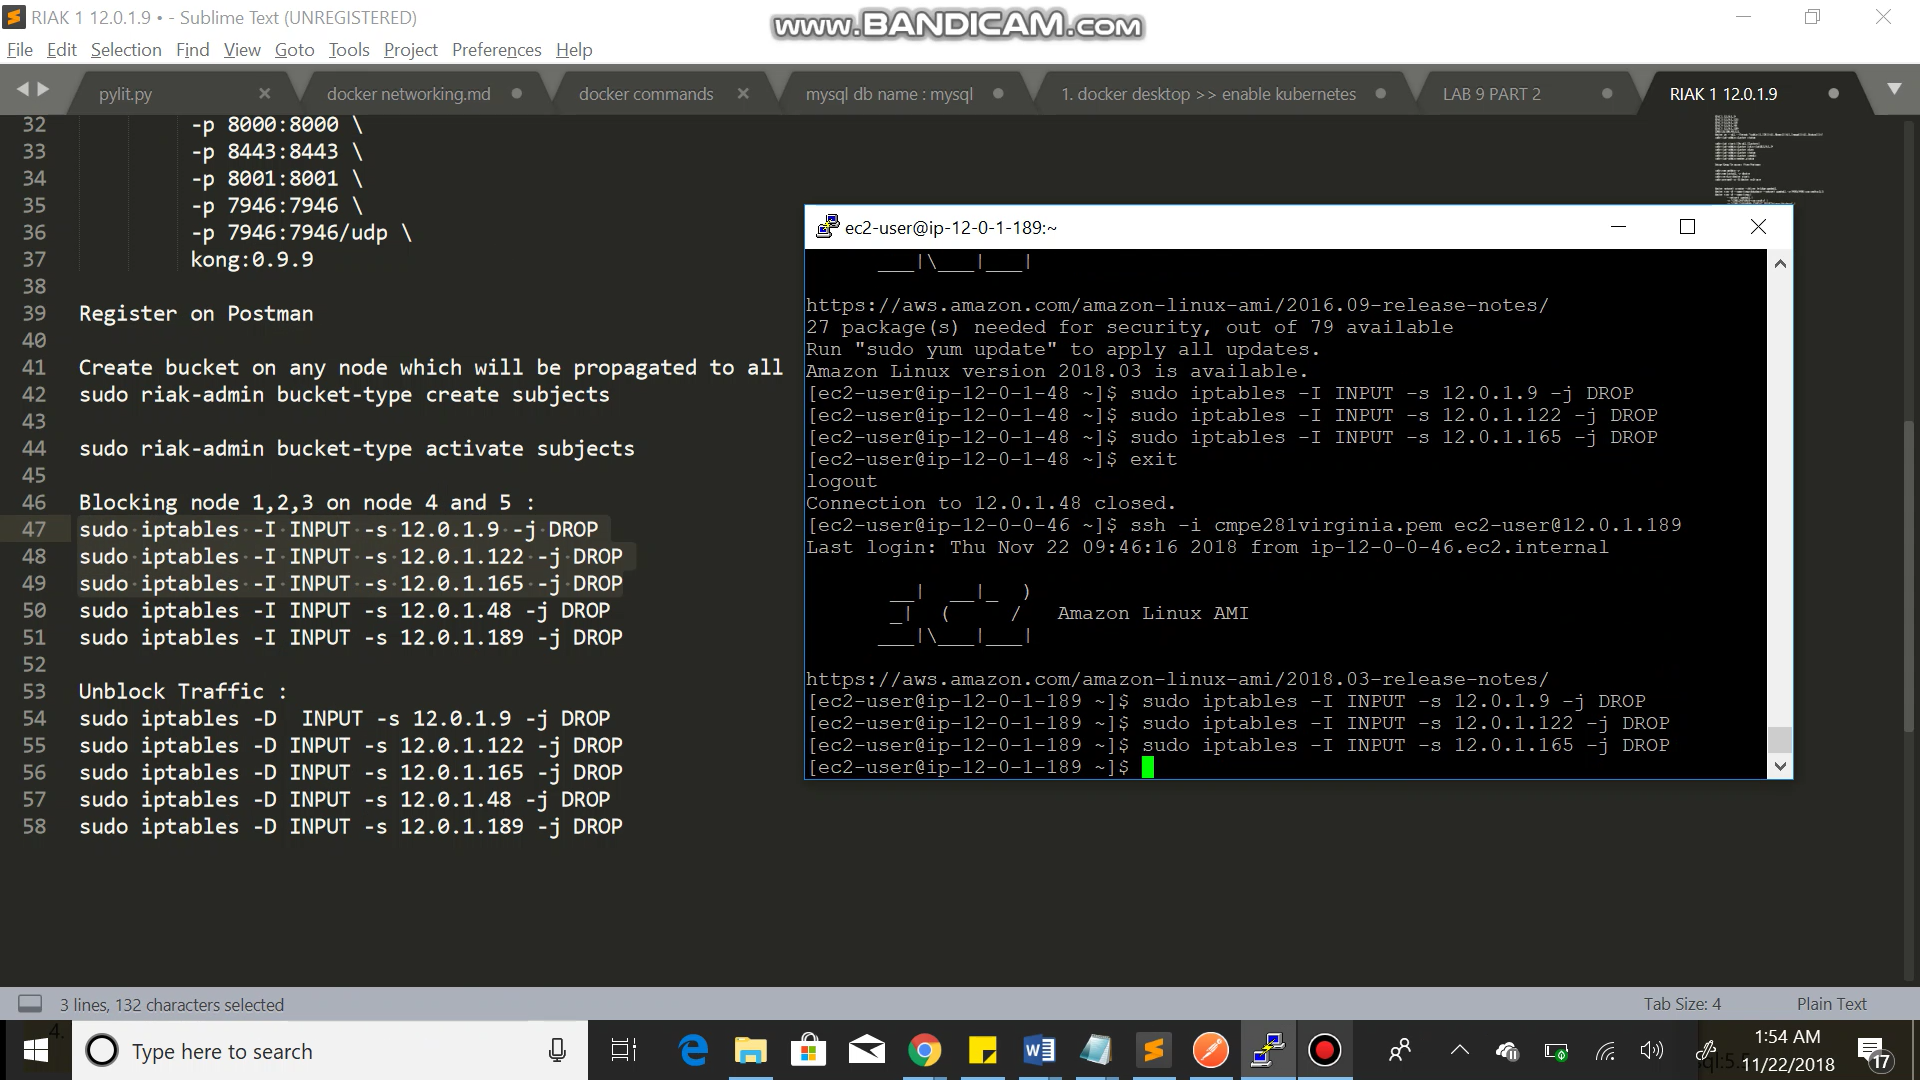 RIAK 1 12.0.1.9 • - Sublime Text (UNREGISTERED)
www.BANDICAM.com
File Edit Selection Find View Goto Tools Project Preferences Help
pylit.py docker networking.md docker commands mysql db name : mysql 1. docker desktop >> enable kubernetes LAB 9 PART 2 RIAK 1 12.0.1.9
32 -p 8000:8000 \
33 -p 8443:8443 \
34 -p 8001:8001 \
35 -p 7946:7946 \
36 -p 7946:7946/udp \
37 kong:0.9.9
38
39 Register on Postman
40
41 Create bucket on any node which will be propagated to all
42 sudo riak-admin bucket-type create subjects
43
44 sudo riak-admin bucket-type activate subjects
45
46 Blocking node 1,2,3 on node 4 and 5 :
47 sudo iptables -I INPUT -s 12.0.1.9 -j DROP
48 sudo iptables -I INPUT -s 12.0.1.122 -j DROP
49 sudo iptables -I INPUT -s 12.0.1.165 -j DROP
50 sudo iptables -I INPUT -s 12.0.1.48 -j DROP
51 sudo iptables -I INPUT -s 12.0.1.189 -j DROP
52
53 Unblock Traffic :
54 sudo iptables -D  INPUT -s 12.0.1.9 -j DROP
55 sudo iptables -D INPUT -s 12.0.1.122 -j DROP
56 sudo iptables -D INPUT -s 12.0.1.165 -j DROP
57 sudo iptables -D INPUT -s 12.0.1.48 -j DROP
58 sudo iptables -D INPUT -s 12.0.1.189 -j DROP
ec2-user@ip-12-0-1-189:~
___|\___|___|
https://aws.amazon.com/amazon-linux-ami/2016.09-release-notes/
27 package(s) needed for security, out of 79 available
Run "sudo yum update" to apply all updates.
Amazon Linux version 2018.03 is available.
[ec2-user@ip-12-0-1-48 ~]$ sudo iptables -I INPUT -s 12.0.1.9 -j DROP
[ec2-user@ip-12-0-1-48 ~]$ sudo iptables -I INPUT -s 12.0.1.122 -j DROP
[ec2-user@ip-12-0-1-48 ~]$ sudo iptables -I INPUT -s 12.0.1.165 -j DROP
[ec2-user@ip-12-0-1-48 ~]$ exit
logout
Connection to 12.0.1.48 closed.
[ec2-user@ip-12-0-0-46 ~]$ ssh -i cmpe281virginia.pem ec2-user@12.0.1.189
Last login: Thu Nov 22 09:46:16 2018 from ip-12-0-0-46.ec2.internal
__|  __|_  )
_|  (     /   Amazon Linux AMI
___|\___|___|
https://aws.amazon.com/amazon-linux-ami/2018.03-release-notes/
[ec2-user@ip-12-0-1-189 ~]$ sudo iptables -I INPUT -s 12.0.1.9 -j DROP
[ec2-user@ip-12-0-1-189 ~]$ sudo iptables -I INPUT -s 12.0.1.122 -j DROP
[ec2-user@ip-12-0-1-189 ~]$ sudo iptables -I INPUT -s 12.0.1.165 -j DROP
[ec2-user@ip-12-0-1-189 ~]$
3 lines, 132 characters selected Tab Size: 4 Plain Text
Type here to search
1:54 AM
11/22/2018
17